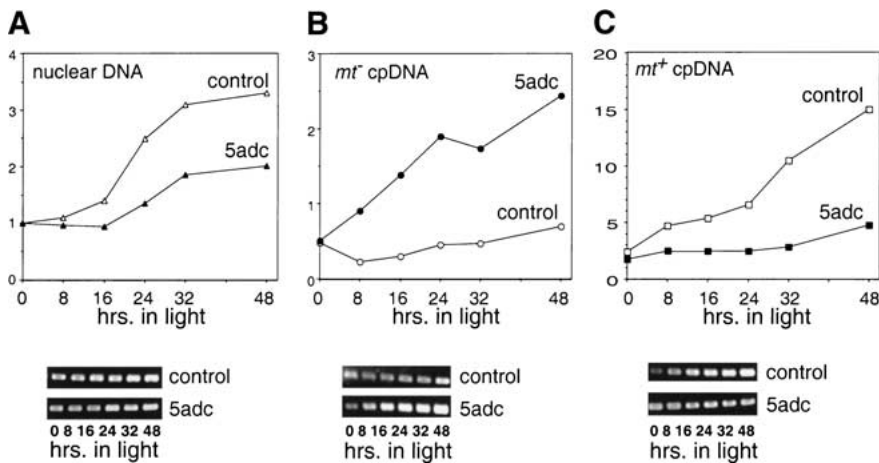 A
nuclear DNA
control
5adc
4
3
2
1
0
0 8 16 24 32 48
hrs. in light
control
5adc
0 8 16 24 32 48
hrs. in light
B
mt- cpDNA
5adc
control
3
2
1
0
0 8 16 24 32 48
hrs. in light
control
5adc
0 8 16 24 32 48
hrs. in light
C
mt+ cpDNA
control
5adc
20
15
10
5
0
0 8 16 24 32 48
hrs. in light
control
5adc
0 8 16 24 32 48
hrs. in light